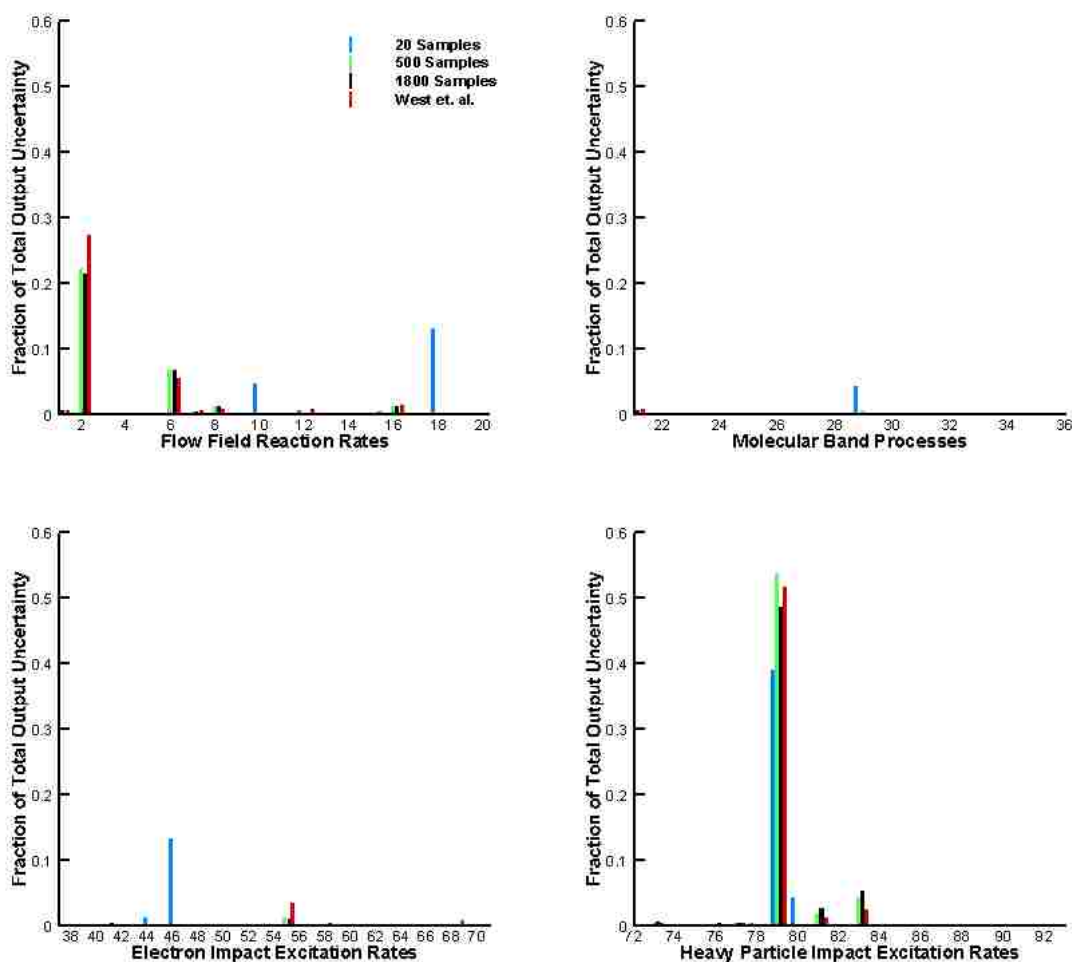 Fraction of Total Output Uncertainty
0.6
0.5
0.4
0.3
0.2
0.1
0
20 Samples
500 Samples
1800 Samples
West et. al.
2 4 6 8 10 12 14 16 18 20
Flow Field Reaction Rates
Fraction of Total Output Uncertainty
0.6
0.5
0.4
0.3
0.2
0.1
0
22 24 26 28 30 32 34 36
Molecular Band Processes
Fraction of Total Output Uncertainty
0.6
0.5
0.4
0.3
0.2
0.1
0
38 40 42 44 46 48 50 52 54 56 58 60 62 64 66 68 70
Electron Impact Excitation Rates
Fraction of Total Output Uncertainty
0.6
0.5
0.4
0.3
0.2
0.1
0
72 74 76 78 80 82 84 86 88 90 92
Heavy Particle Impact Excitation Rates